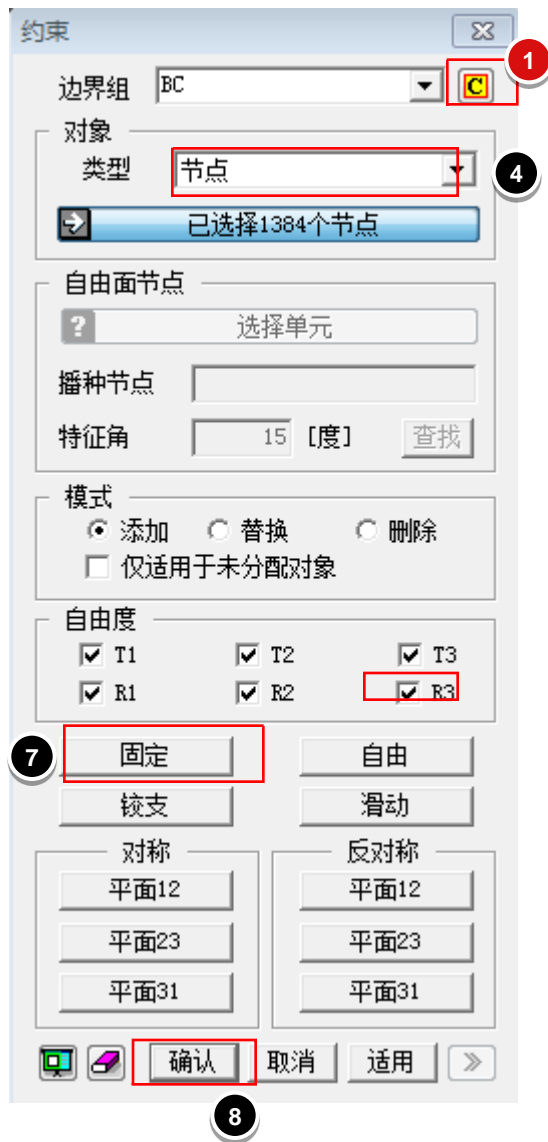 约束
1
边界组 BC C
对象
类型 节点
4
已选择1384个节点
自由面节点
? 选择单元
播种节点
特征角 15 [度] 查找
模式
添加 替换 删除
仅适用于未分配对象
自由度
T1 T2 T3
R1 R2 R3
7 固定 自由
铰支 滑动
对称 反对称
平面12 平面12
平面23 平面23
平面31 平面31
确认 取消 适用 >>
8